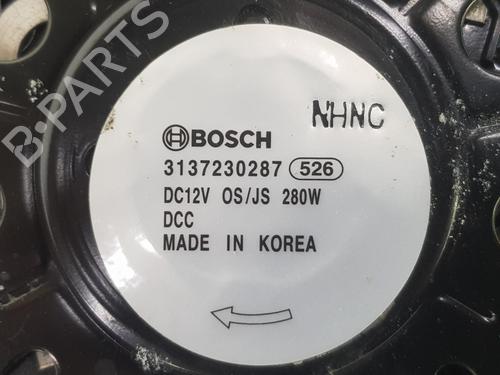 NHNC
BOSCH
3137230287 526
DC12V OS/JS 280W
DCC
MADE IN KOREA
B-PARTS